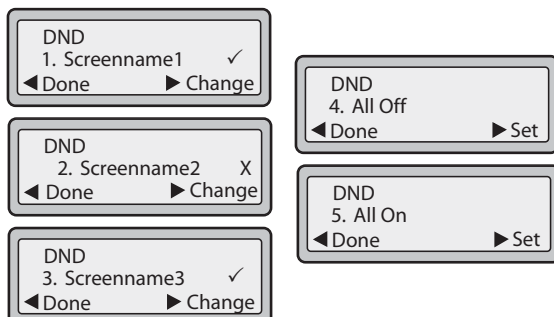 DND
1. Screenname1 ✓
◀ Done ▶ Change
DND
2. Screenname2 X
◀ Done ▶ Change
DND
3. Screenname3 ✓
◀ Done ▶ Change
DND
4. All Off
◀ Done ▶ Set
DND
5. All On
◀ Done ▶ Set